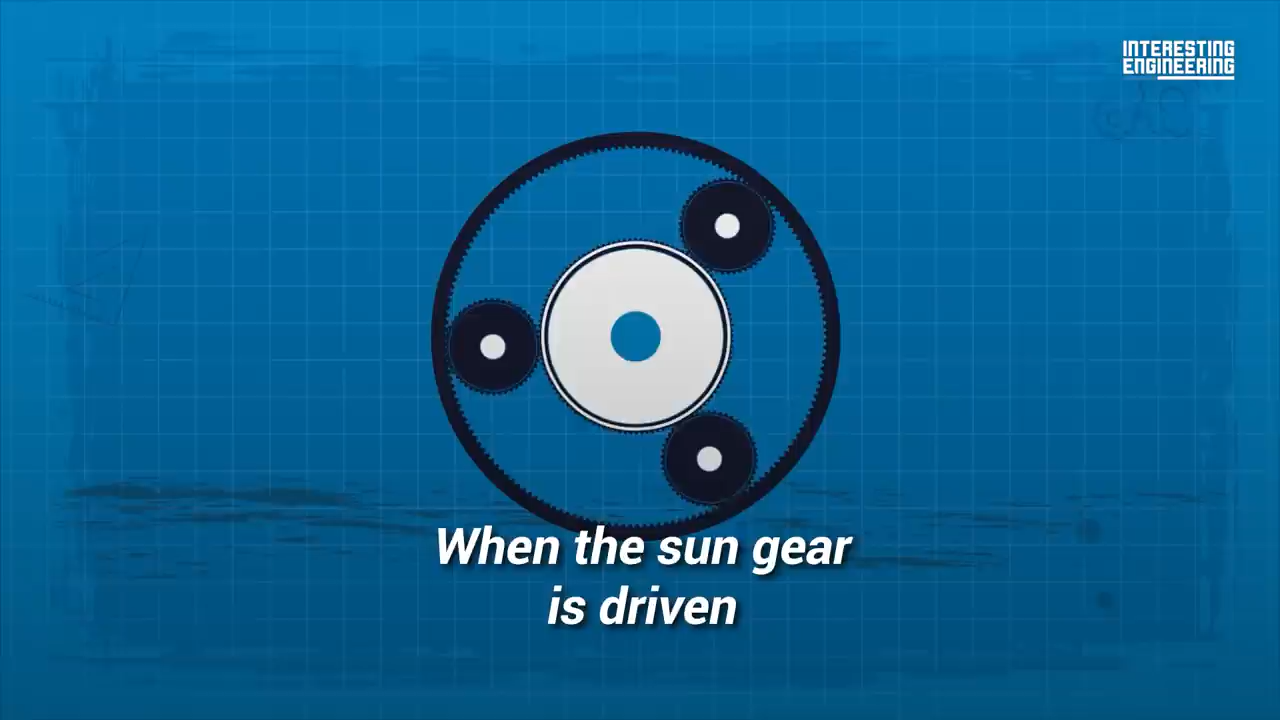 INTERESTING
ENGINEERING
When the sun gear
is driven